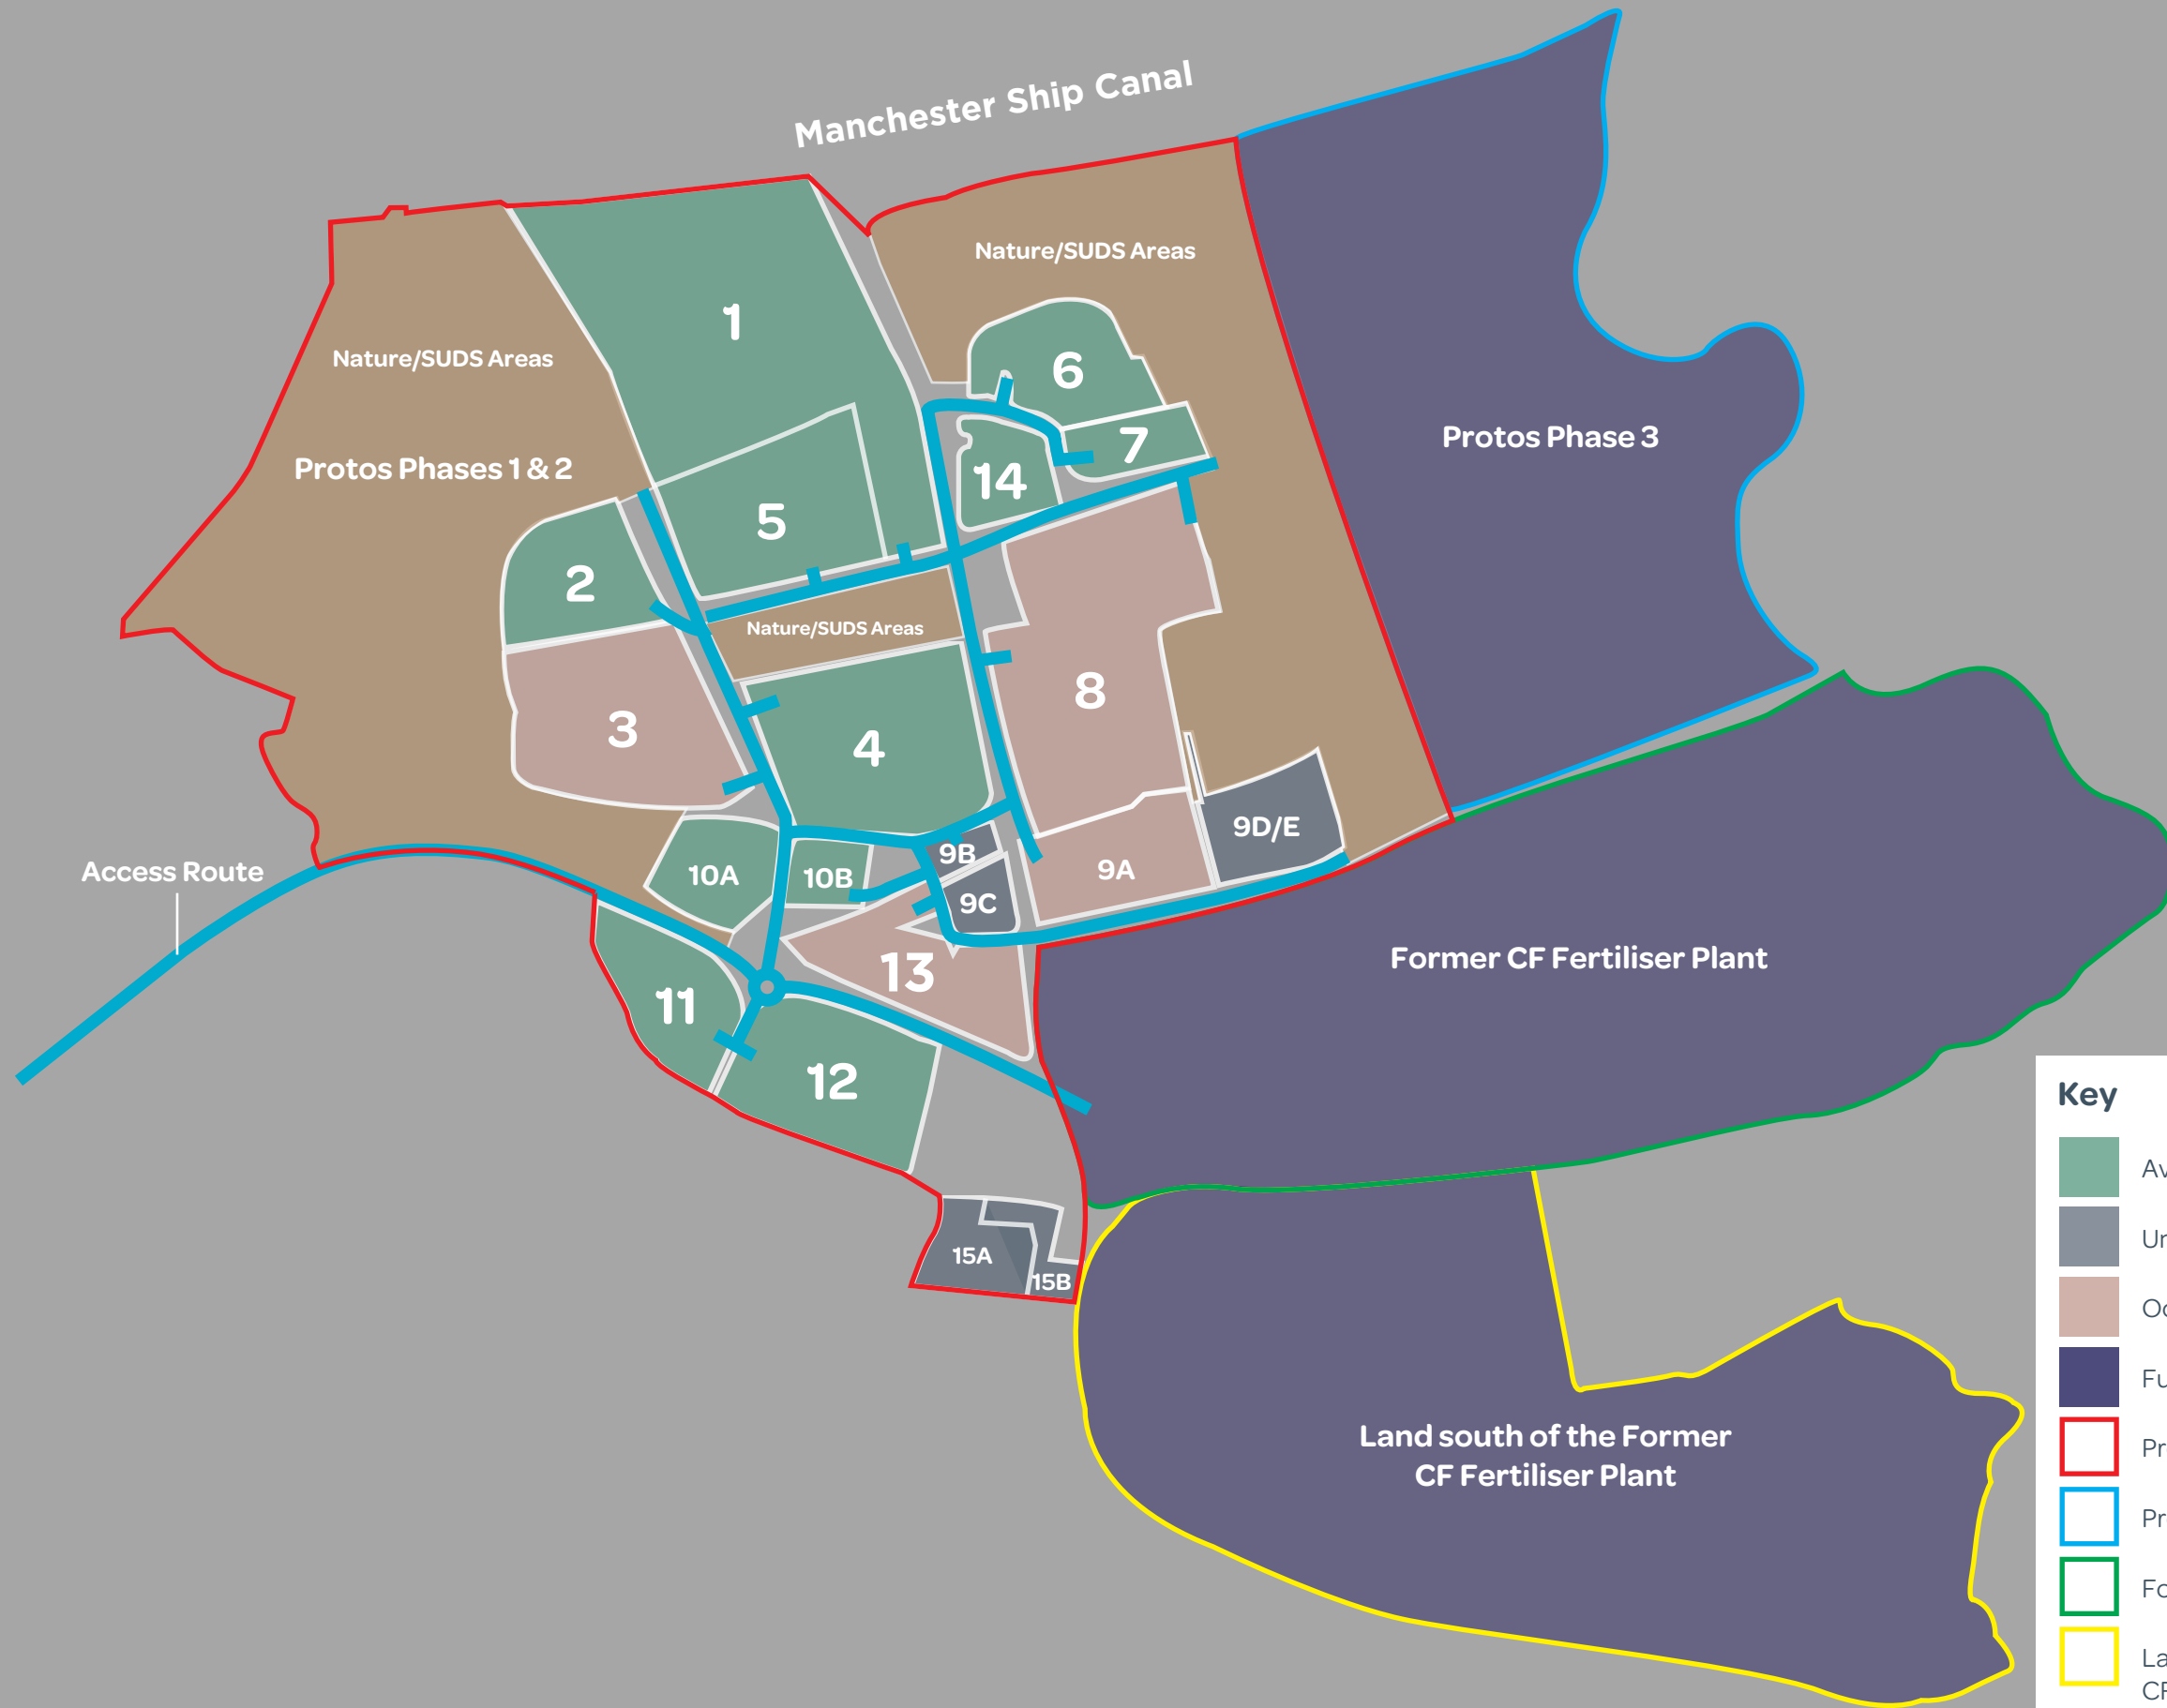 Manchester Ship Canal
Nature/SUDS Areas
1
Nature/SUDS Areas
6
Protos Phase 3
7
Protos Phases 1 & 2
14
5
2
Nature/SUDS Areas
8
3
4
9D/E
9B
Access Route
9A
10A
10B
9C
Former CF Fertiliser Plant
13
11
12
Key
15A
15B
Land south of the Former
CF Fertiliser Plant